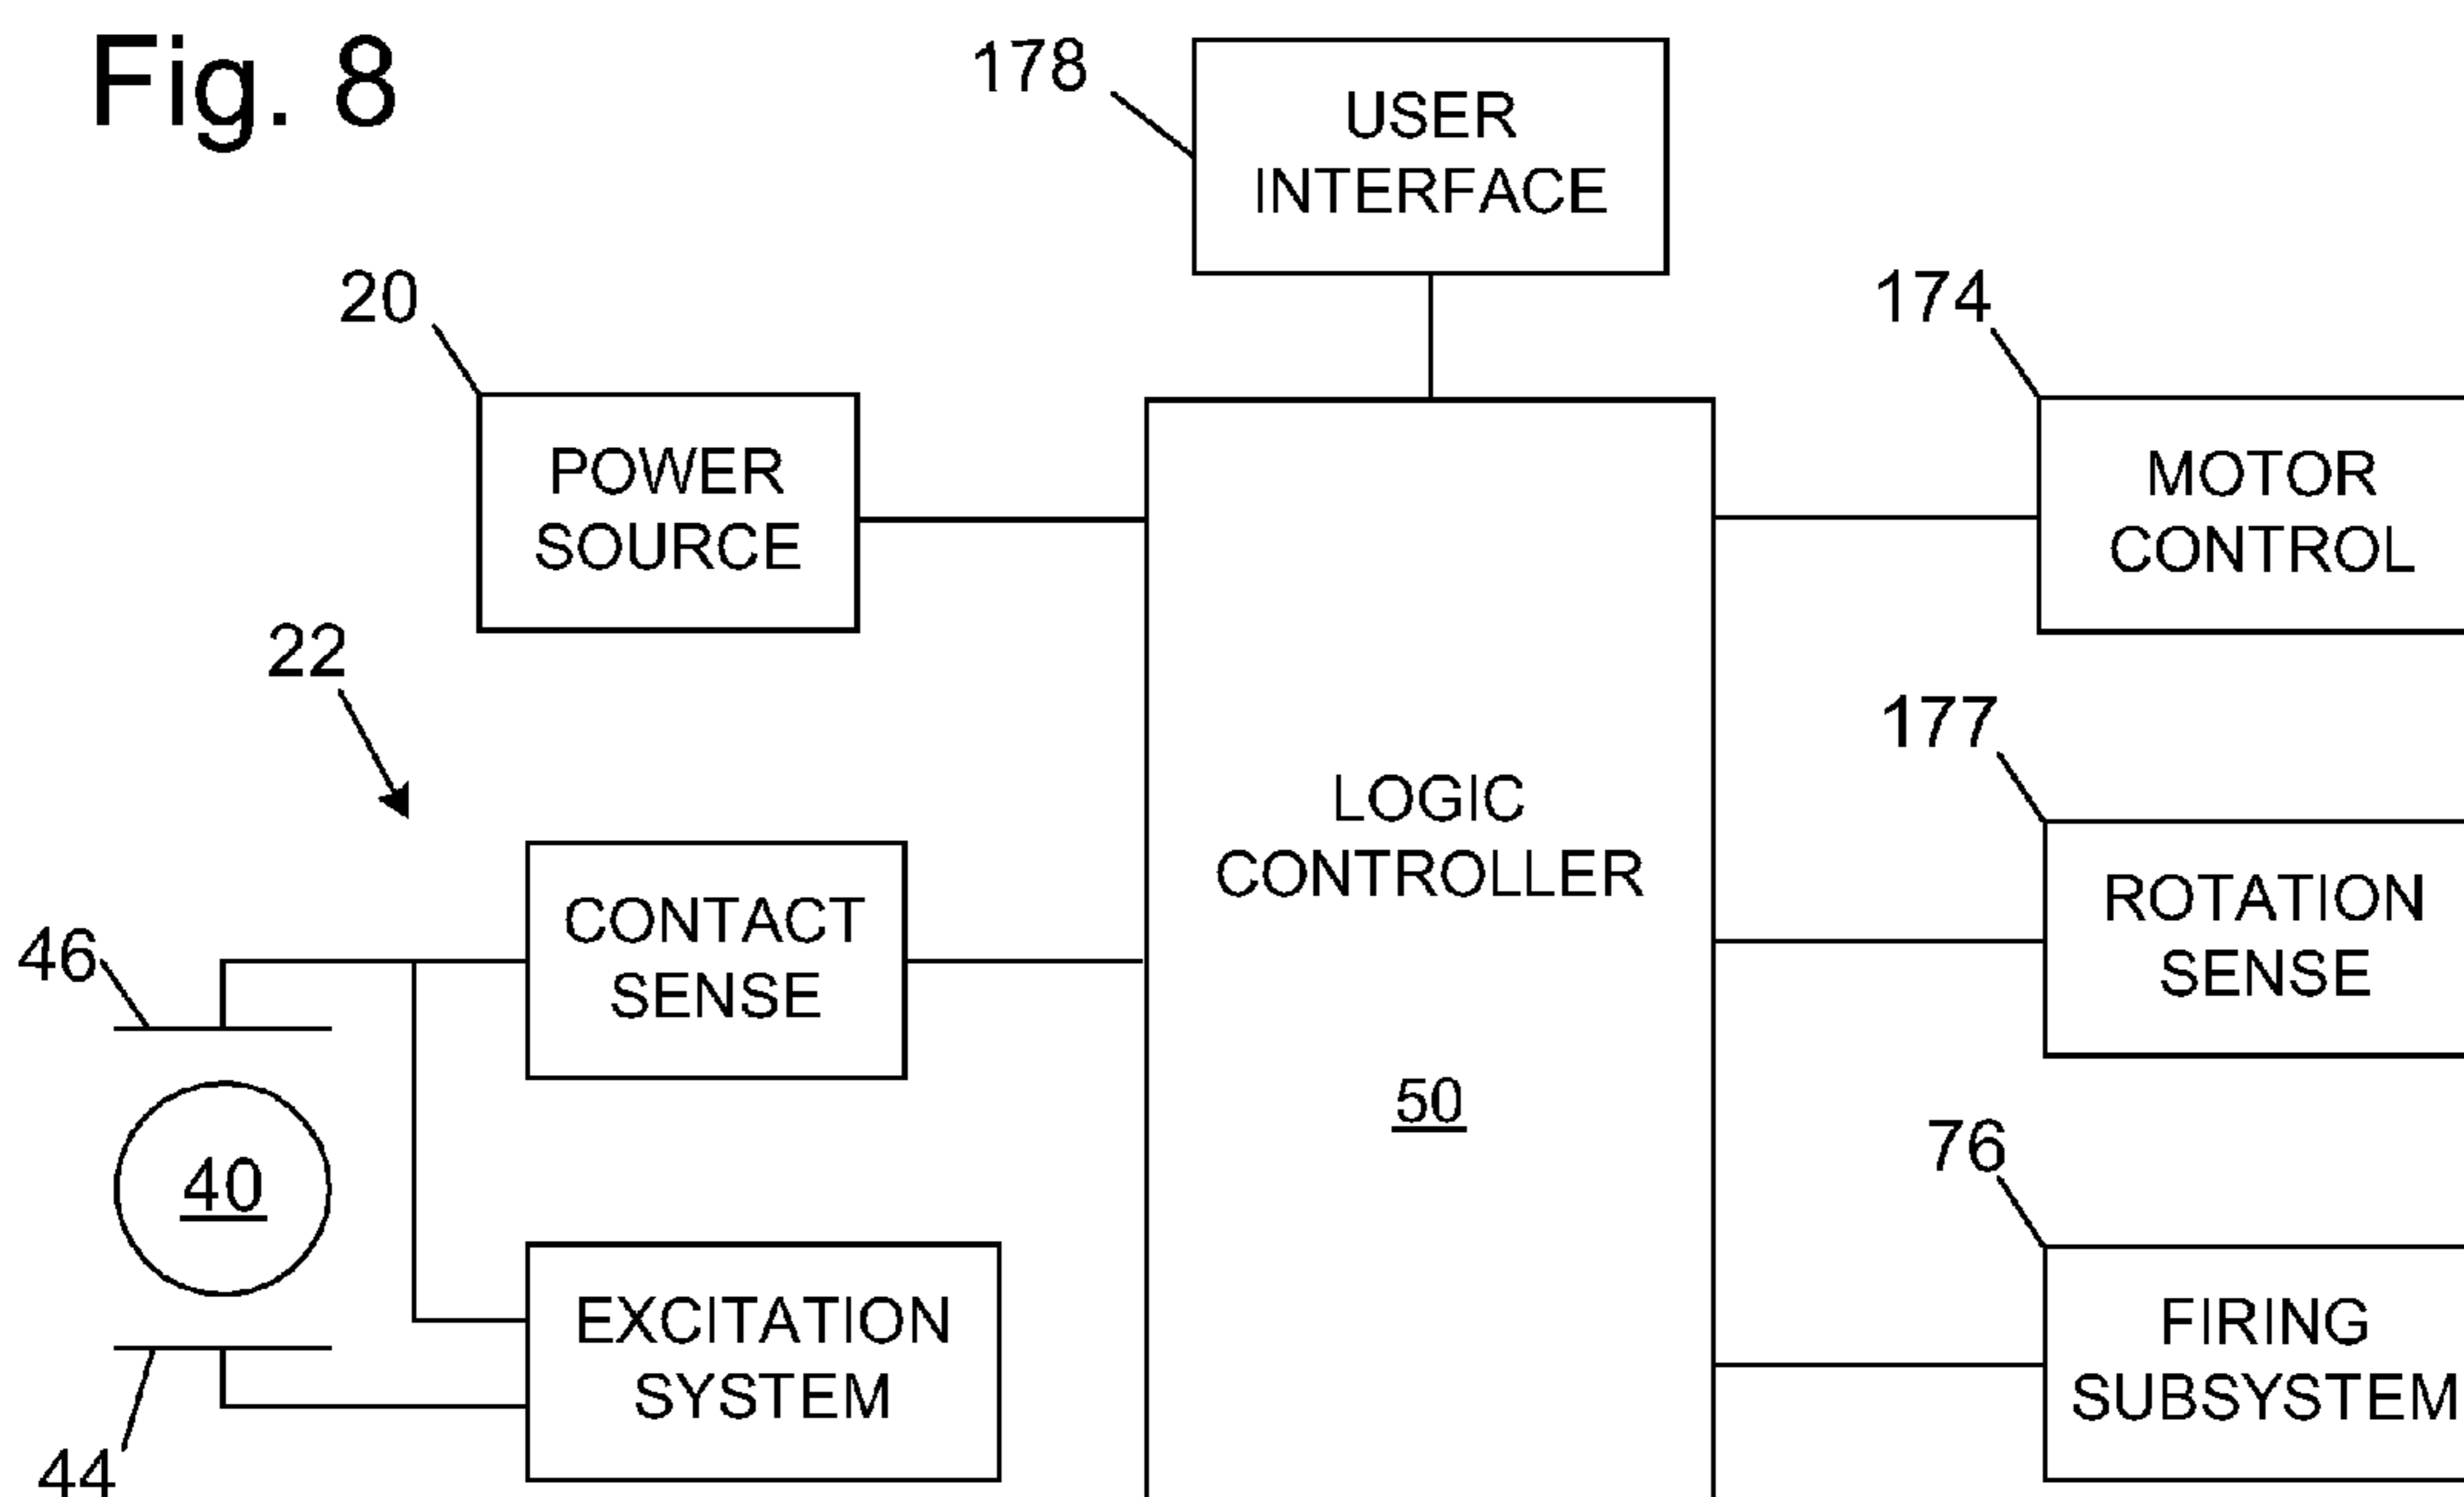 Fig. 8
178
USER
INTERFACE
20
174
POWER
SOURCE
MOTOR
CONTROL
22
177
LOGIC
CONTROLLER
50
CONTACT
SENSE
ROTATION
SENSE
46
40
76
EXCITATION
SYSTEM
FIRING
SUBSYSTEM
44